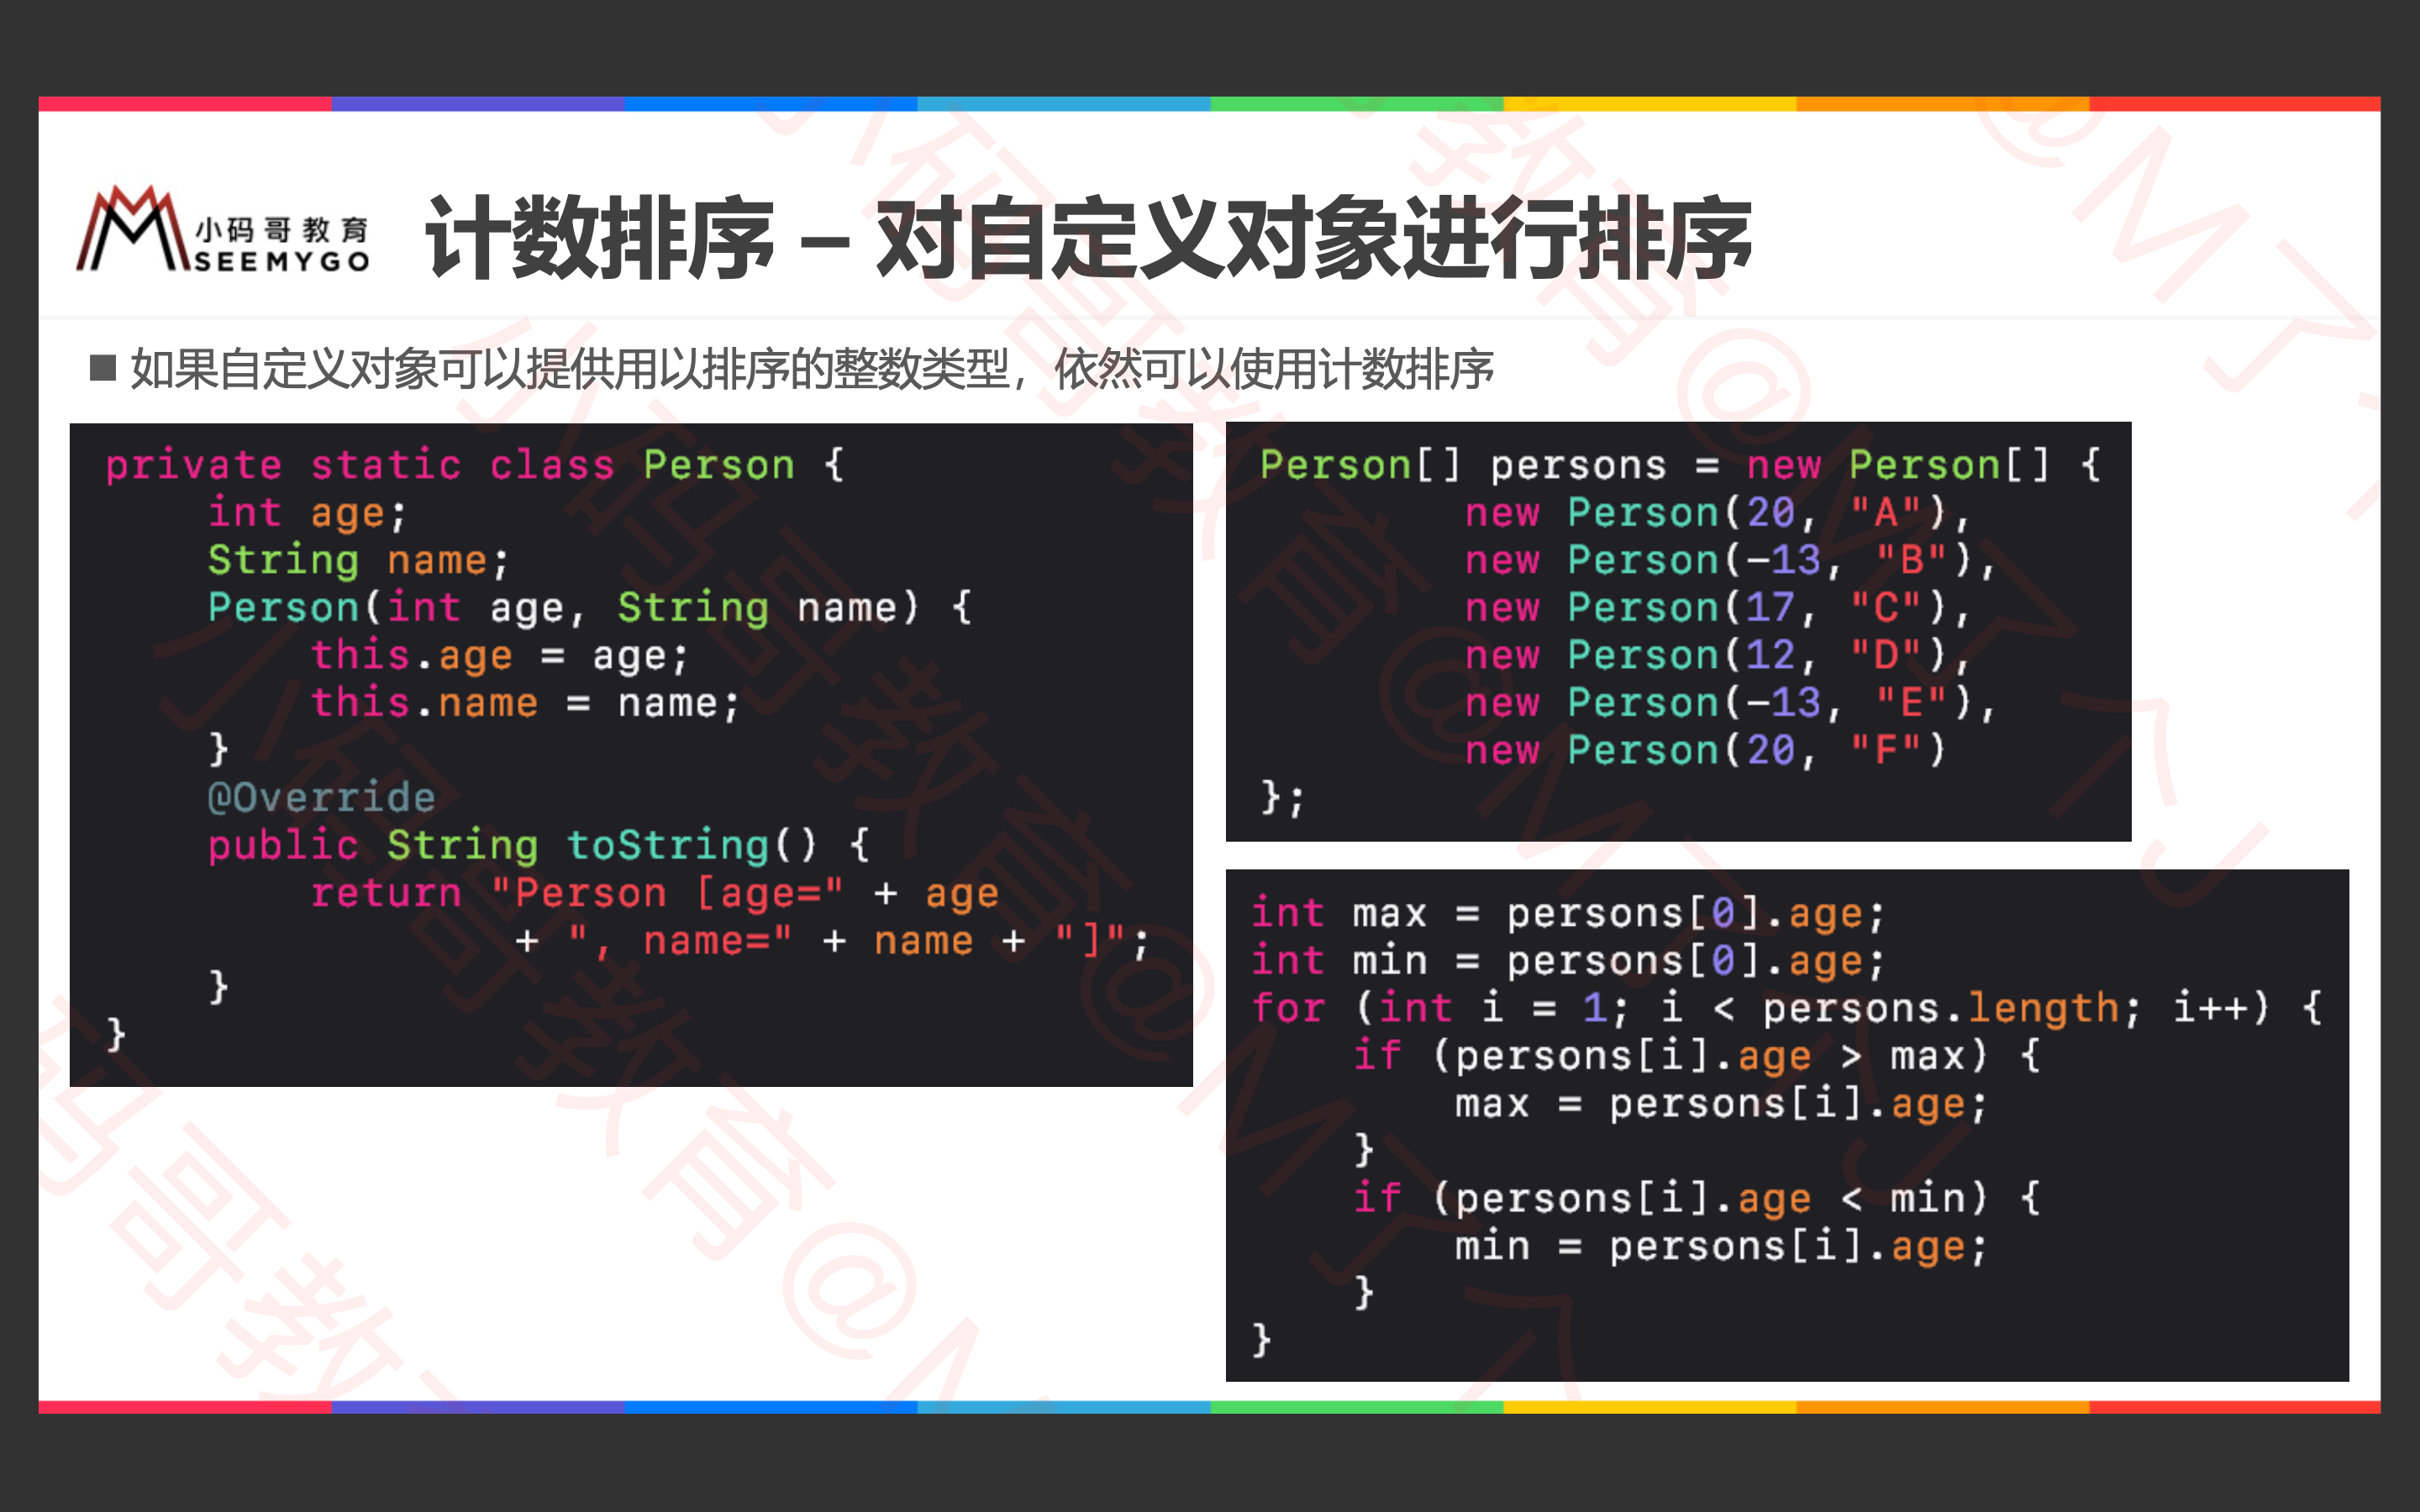 小码哥教育
SEEMYGO
计数排序 – 对自定义对象进行排序
■ 如果自定义对象可以提供用以排序的整数类型，依然可以使用计数排序
private static class Person {
    int age;
    String name;
    Person(int age, String name) {
        this.age = age;
        this.name = name;
    }
    @Override
    public String toString() {
        return "Person [age=" + age
                + ", name=" + name + "]";
    }
}
Person[] persons = new Person[] {
        new Person(20, "A"),
        new Person(-13, "B"),
        new Person(17, "C"),
        new Person(12, "D"),
        new Person(-13, "E"),
        new Person(20, "F")
};
int max = persons[0].age;
int min = persons[0].age;
for (int i = 1; i < persons.length; i++) {
    if (persons[i].age > max) {
        max = persons[i].age;
    }
    if (persons[i].age < min) {
        min = persons[i].age;
    }
}